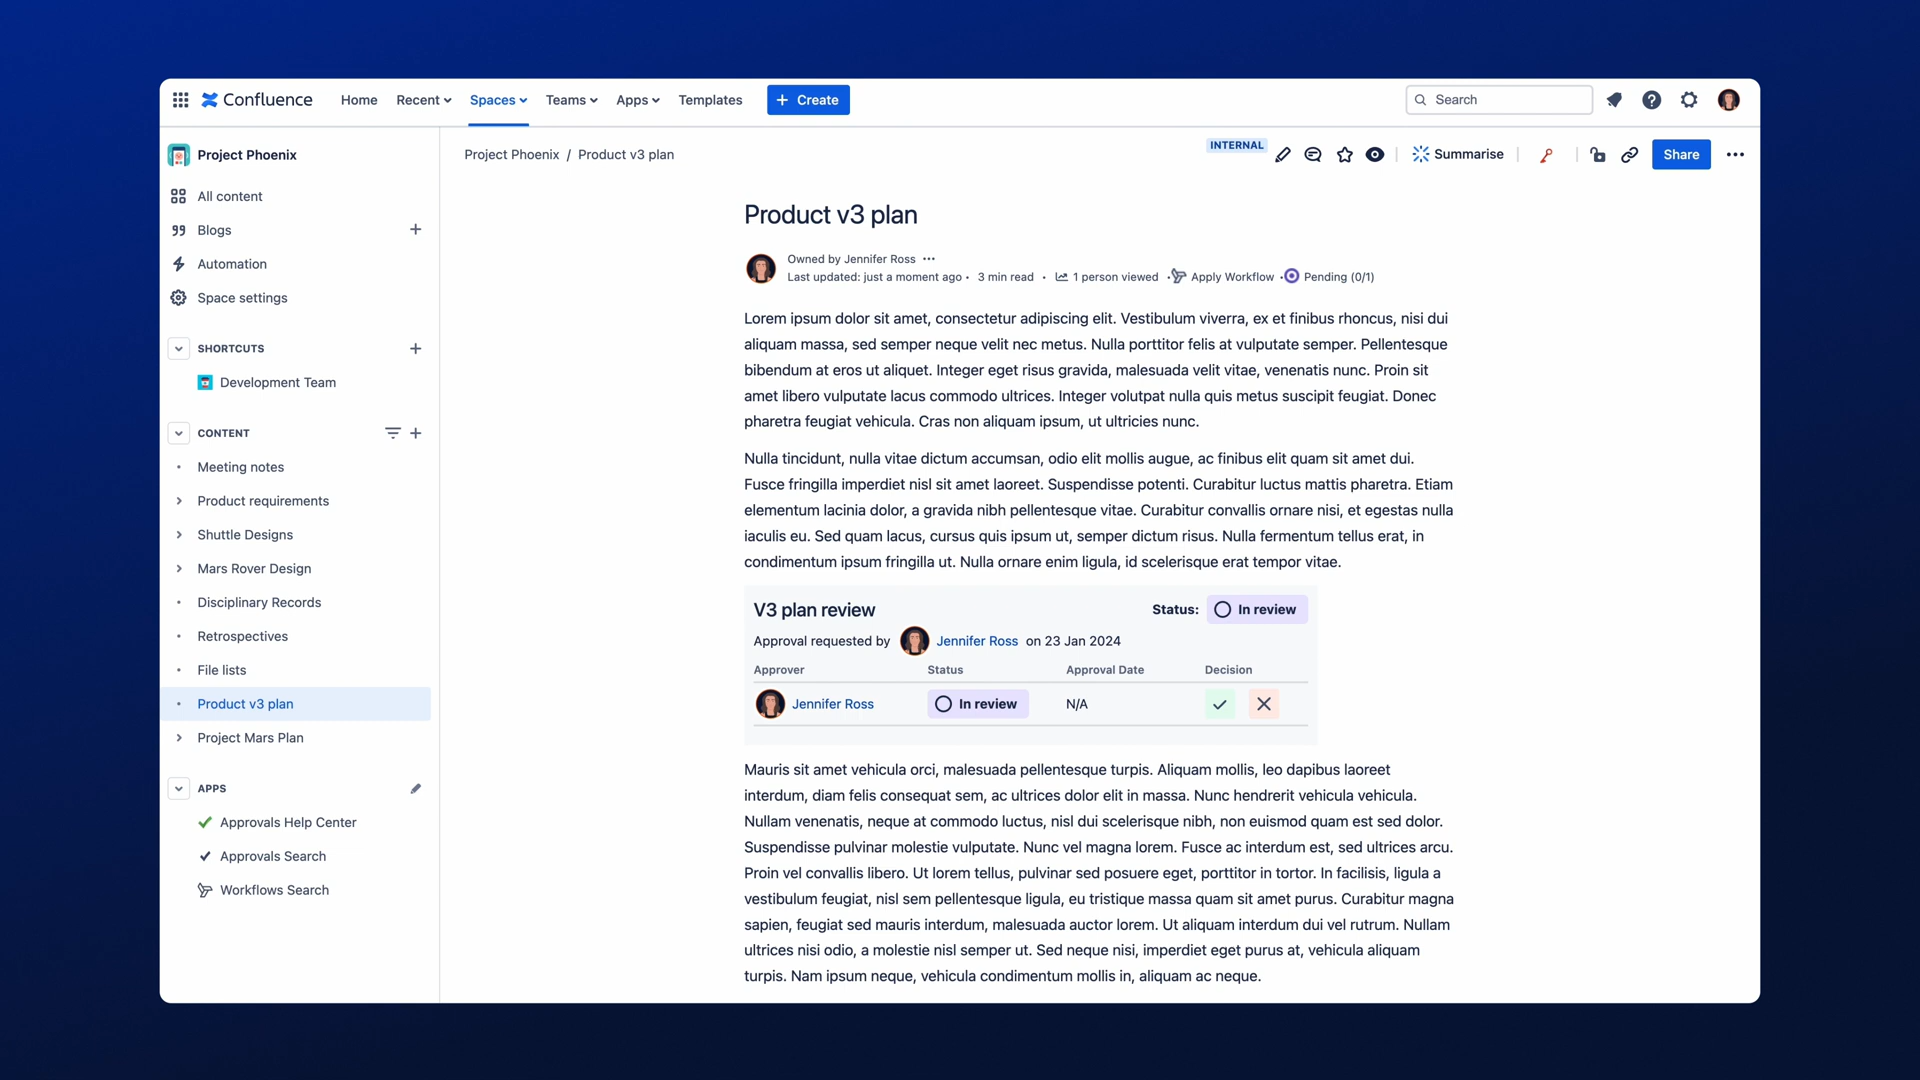 Confluence
Home
Recent
Spaces
Teams
Apps
Templates
+ Create
Search
Project Phoenix
All content
Blogs
Automation
Space settings
SHORTCUTS
Development Team
CONTENT
Meeting notes
Product requirements
Shuttle Designs
Mars Rover Design
Disciplinary Records
Retrospectives
File lists
Product v3 plan
Project Mars Plan
APPS
Approvals Help Center
Approvals Search
Workflows Search
Project Phoenix / Product v3 plan
INTERNAL
Summarise
Share
Product v3 plan
Owned by Jennifer Ross
Last updated: just a moment ago • 3 min read • 1 person viewed • Apply Workflow • Pending (0/1)
Lorem ipsum dolor sit amet, consectetur adipiscing elit. Vestibulum viverra, ex et finibus rhoncus, nisi dui
aliquam massa, sed semper neque velit nec metus. Nulla porttitor felis at vulputate semper. Pellentesque
bibendum at eros ut aliquet. Integer eget risus gravida, malesuada velit vitae, venenatis nunc. Proin sit
amet libero vulputate lacus commodo ultrices. Integer volutpat nulla quis metus suscipit feugiat. Donec
pharetra feugiat vehicula. Cras non aliquam ipsum, ut ultricies nunc.
Nulla tincidunt, nulla vitae dictum accumsan, odio elit mollis augue, ac finibus elit quam sit amet dui.
Fusce fringilla imperdiet nisl sit amet laoreet. Suspendisse potenti. Curabitur luctus mattis pharetra. Etiam
elementum lacinia dolor, a gravida nibh pellentesque vitae. Curabitur convallis ornare nisi, et egestas nulla
iaculis eu. Sed quam lacus, cursus quis ipsum ut, semper dictum risus. Nulla fermentum tellus erat, in
condimentum ipsum fringilla ut. Nulla ornare enim ligula, id scelerisque erat tempor vitae.
V3 plan review
Status: In review
Approval requested by Jennifer Ross on 23 Jan 2024
Approver Status Approval Date Decision
Jennifer Ross In review N/A
Mauris sit amet vehicula orci, malesuada pellentesque turpis. Aliquam mollis, leo dapibus laoreet
interdum, diam felis consequat sem, ac ultrices dolor elit in massa. Nunc hendrerit vehicula vehicula.
Nullam venenatis, neque at commodo luctus, nisl dui scelerisque nibh, non euismod quam est sed dolor.
Suspendisse pulvinar molestie vulputate. Nunc vel magna lorem. Fusce ac interdum est, sed ultrices arcu.
Proin vel convallis libero. Ut lorem tellus, pulvinar sed posuere eget, porttitor in tortor. In facilisis, ligula a
vestibulum feugiat, nisl sem pellentesque ligula, eu tristique massa quam sit amet purus. Curabitur magna
sapien, feugiat sed mauris interdum, malesuada auctor lorem. Ut aliquam interdum dui vel rutrum. Nullam
ultrices nisi odio, a molestie nisl semper ut. Sed neque nisi, imperdiet eget purus at, vehicula aliquam
turpis. Nam ipsum neque, vehicula condimentum mollis in, aliquam ac neque.